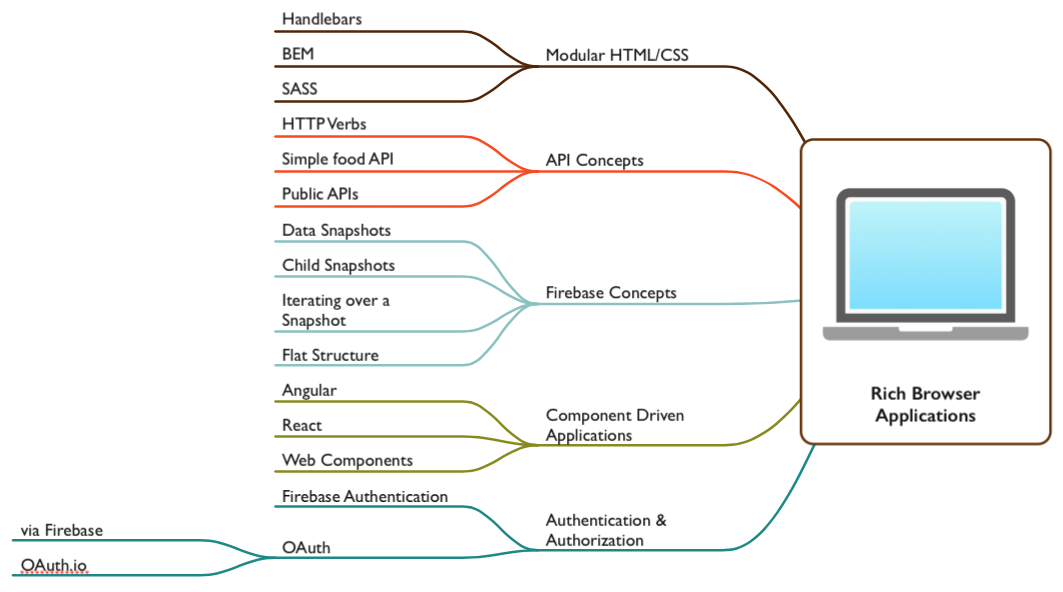 Handlebars
BEM
SASS
Modular HTML/CSS
HTTP Verbs
Simple food API
Public APIs
API Concepts
Data Snapshots
Child Snapshots
Iterating over a
Snapshot
Flat Structure
Firebase Concepts
Angular
React
Web Components
Component Driven
Applications
Firebase Authentication
OAuth
via Firebase
OAuth.io
Authentication &
Authorization
Rich Browser
Applications